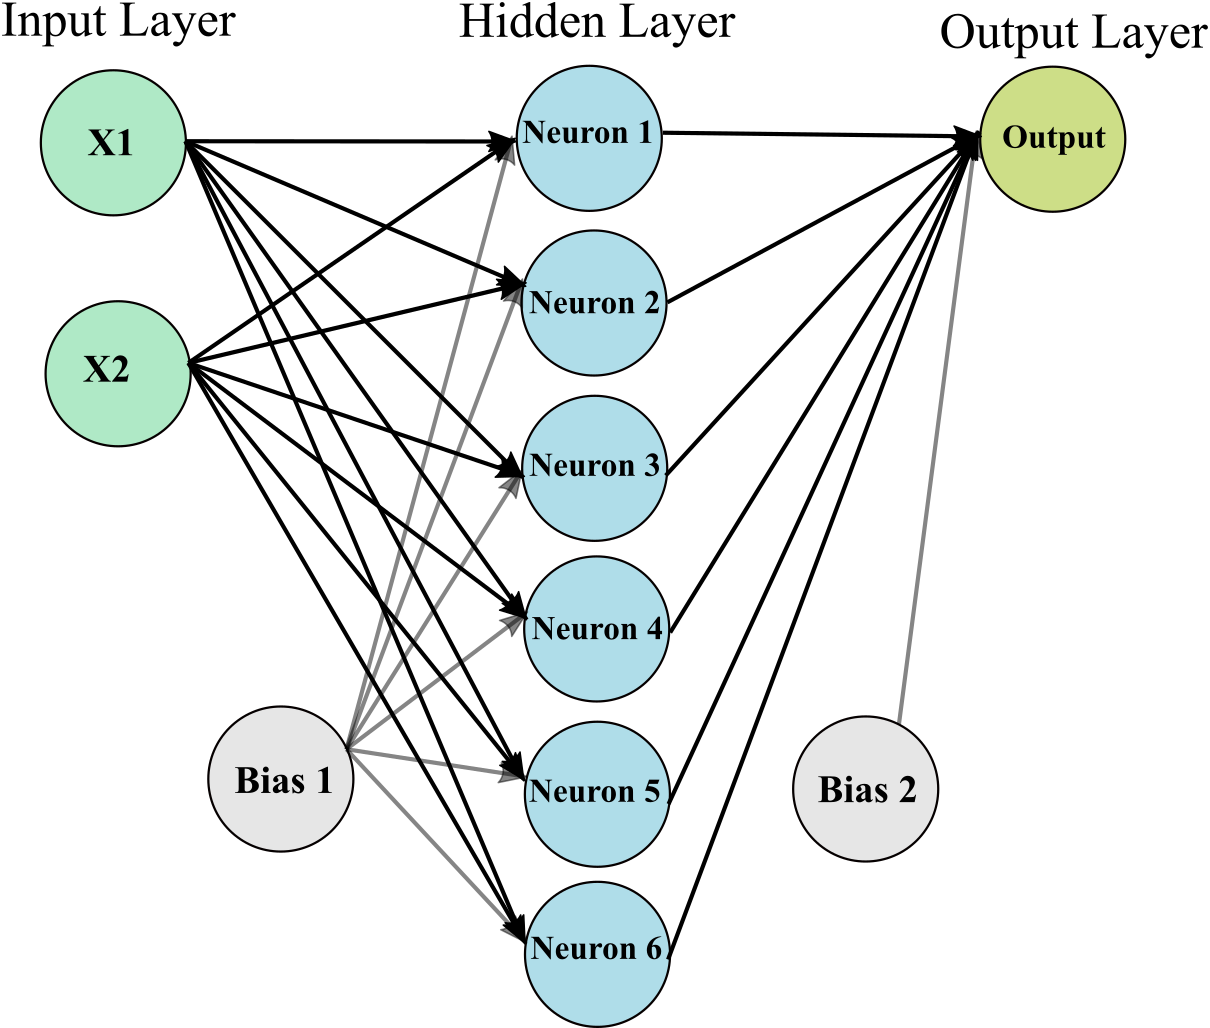 Input Layer
Hidden Layer
Output Layer
X1
Neuron 1
Output
X2
Neuron 2
Neuron 3
Neuron 4
Bias 1
Neuron 5
Bias 2
Neuron 6